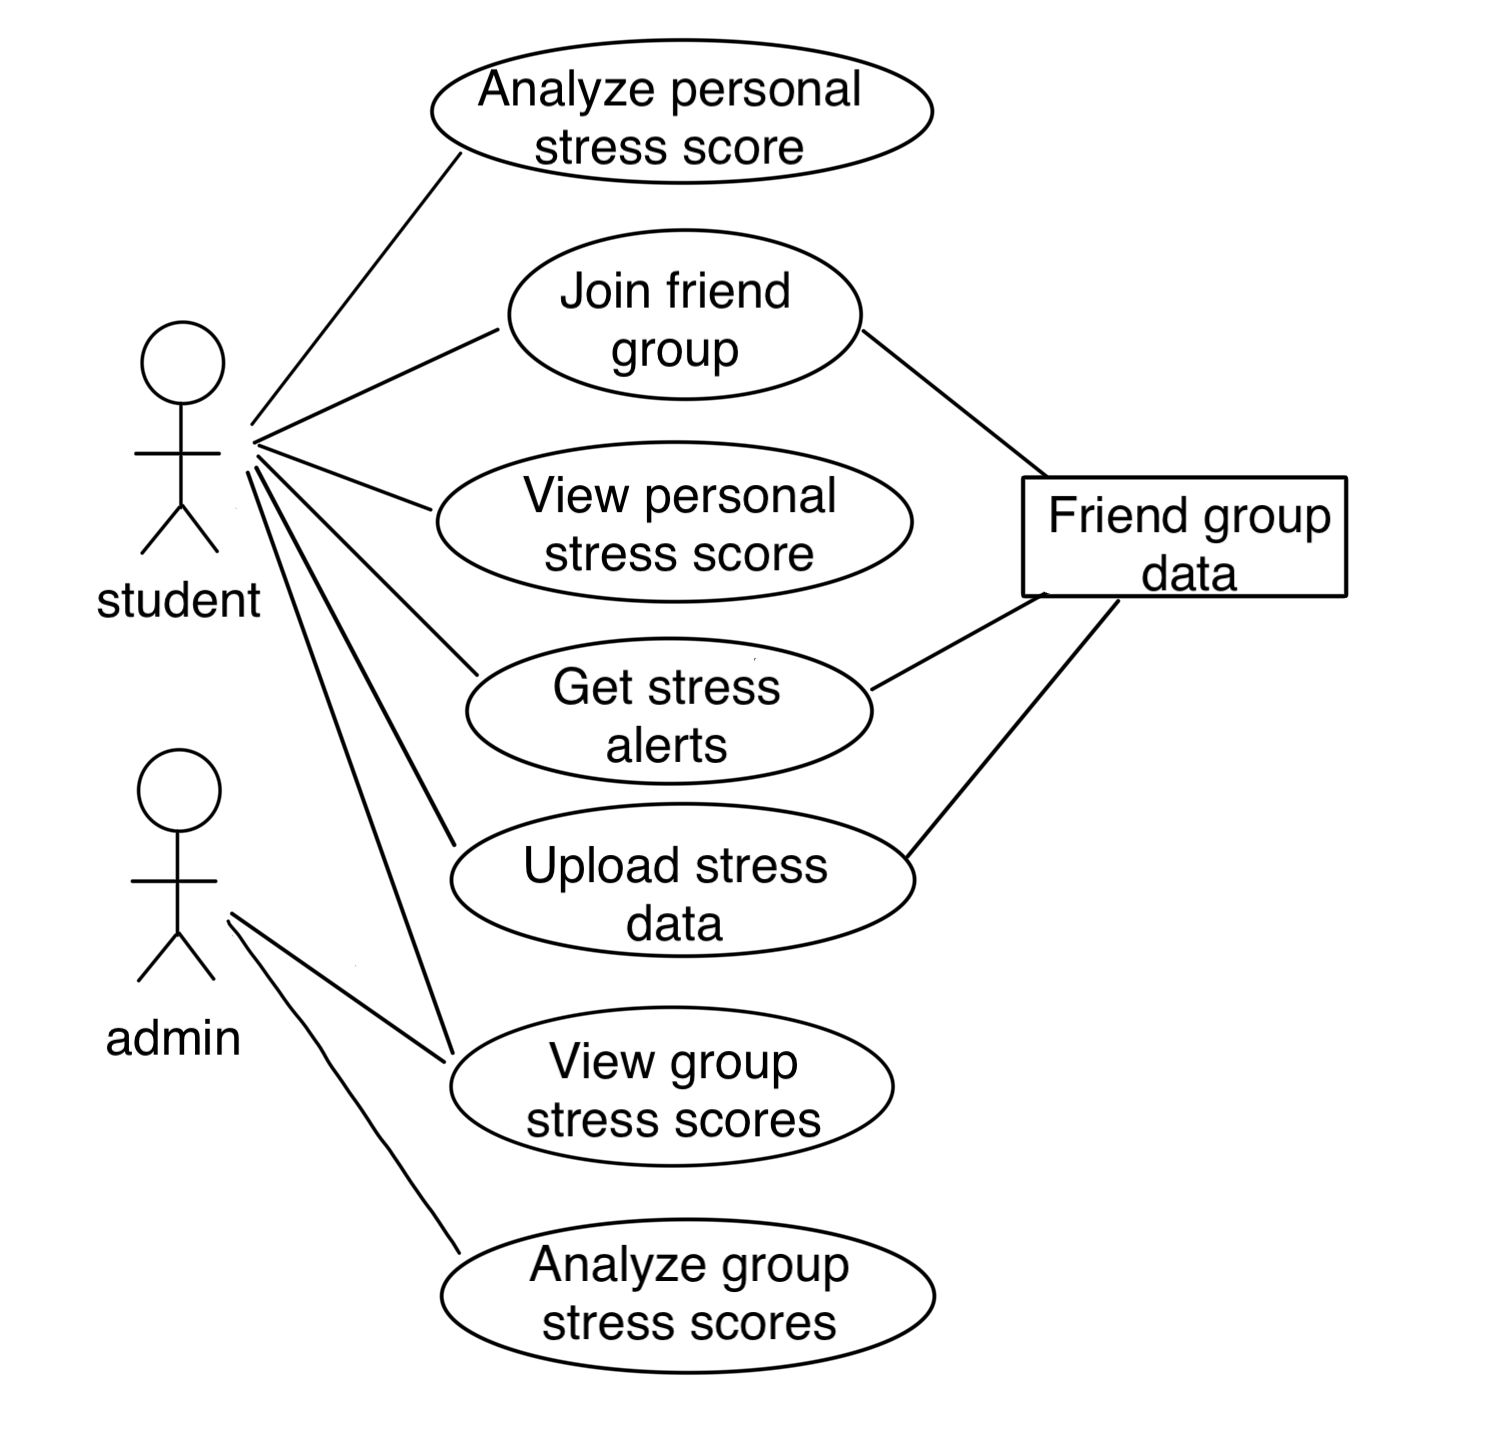 Analyze personal
stress score
Join friend
group
View personal
stress score
Friend group
data
student
Get stress
alerts
Upload stress
data
admin
View group
stress scores
Analyze group
stress scores